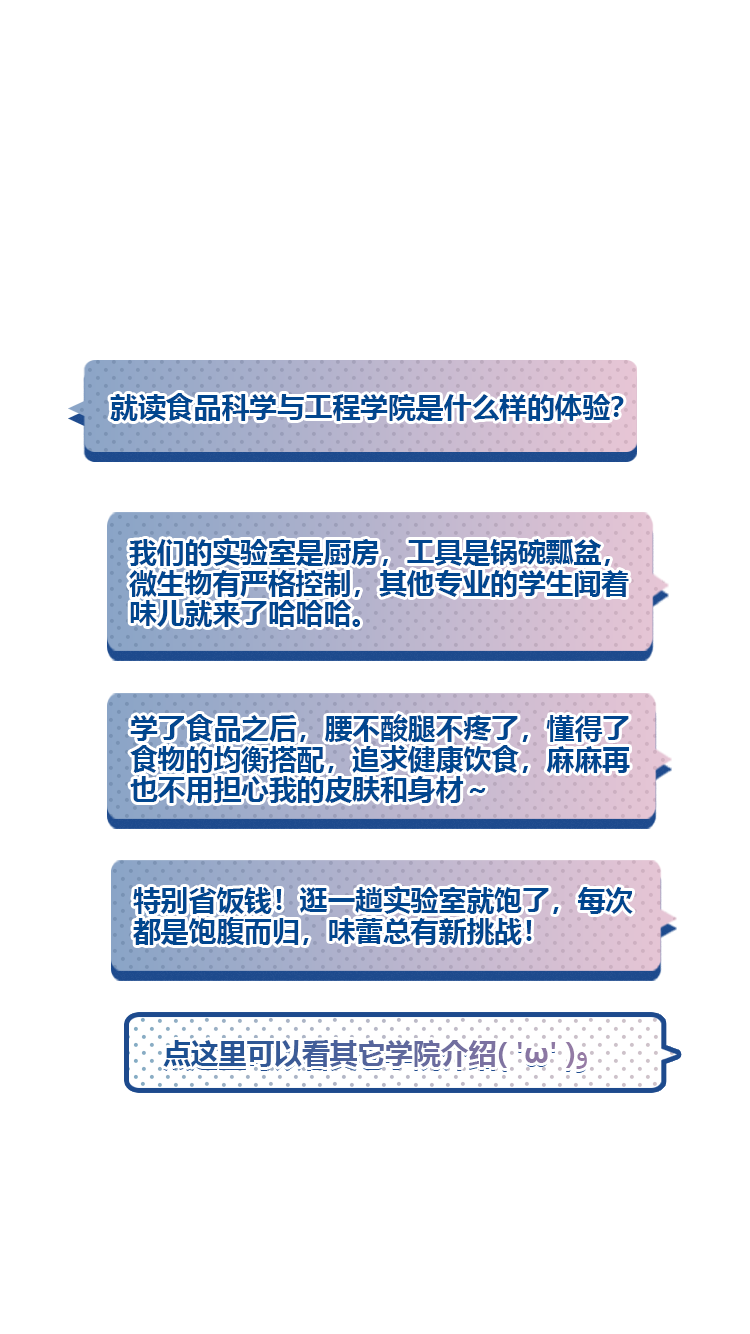 就读食品科学与工程学院是什么样的体验?
我们的实验室是厨房，工具是锅碗瓢盆，
微生物有严格控制，其他专业的学生闻着
味儿就来了哈哈哈。
学了食品之后，腰不酸腿不疼了，懂得了
食物的均衡搭配，追求健康饮食，麻麻再
也不用担心我的皮肤和身材～
特别省饭钱！逛一趟实验室就饱了，每次
都是饱腹而归，味蕾总有新挑战！
点这里可以看其它学院介绍( 'ω' )و